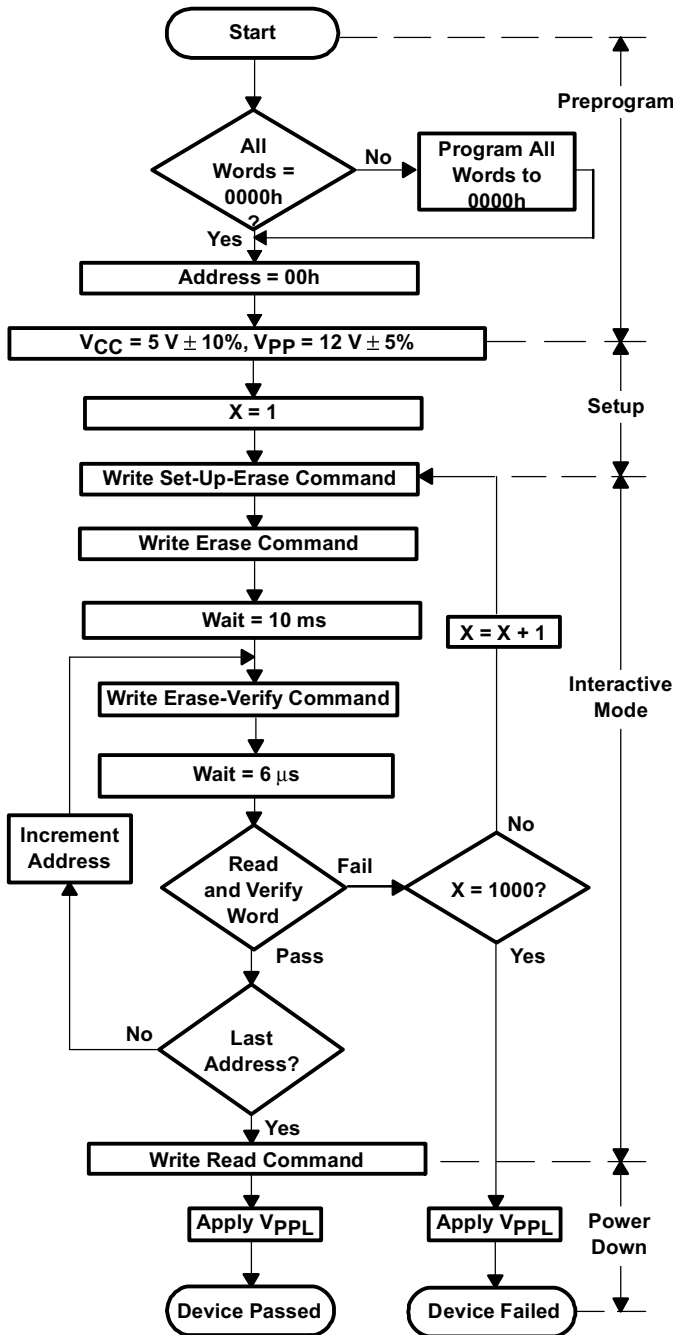 Start
Preprogram
All
Words =
0000h
?
No
Program All
Words to
0000h
Yes
Address = 00h
VCC = 5 V ± 10%, VPP = 12 V ± 5%
X = 1
Setup
Write Set-Up-Erase Command
Write Erase Command
Wait = 10 ms
X = X + 1
Interactive
Mode
Write Erase-Verify Command
Wait = 6 μs
Increment
Address
Read
and Verify
Word
Fail
No
X = 1000?
Pass
Yes
No
Last
Address?
Yes
Write Read Command
Apply VPPL
Apply VPPL
Power
Down
Device Passed
Device Failed